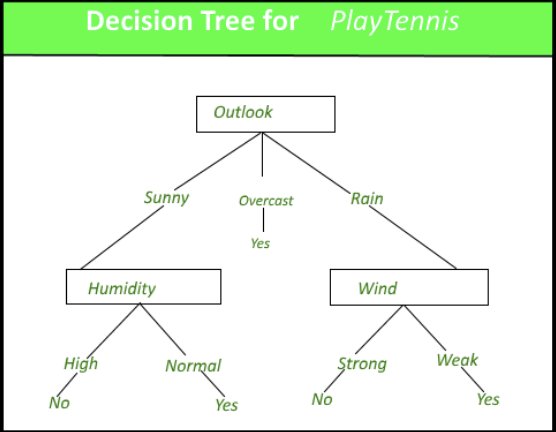 Decision Tree for PlayTennis
Outlook
Sunny
Overcast
Rain
Yes
Humidity
Wind
High
Normal
Strong
Weak
No
Yes
No
Yes